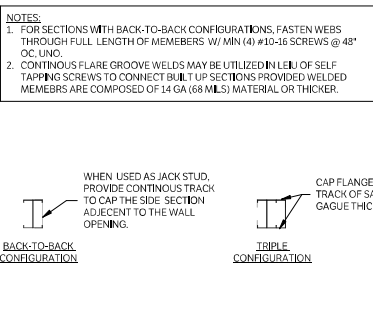 NOTES:
1. FOR SECTIONS WITH BACK-TO-BACK CONFIGURATIONS, FASTEN WEBS
THROUGH FULL LENGTH OF MEMEBERS W/ MIN (4) #10-16 SCREWS @ 48"
OC, UNO.
2. CONTINOUS FLARE GROOVE WELDS MAY BE UTILIZED IN LEIU OF SELF
TAPPING SCREWS TO CONNECT BUILT UP SECTIONS PROVIDED WELDED
MEMEBRS ARE COMPOSED OF 14 GA (68 MILS) MATERIAL OR THICKER.
WHEN USED AS JACK STUD,
PROVIDE CONTINOUS TRACK
TO CAP THE SIDE SECTION
ADJECENT TO THE WALL
OPENING.
BACK-TO-BACK
CONFIGURATION
CAP FLANGE
TRACK OF SA
GAGUE THIC
TRIPLE
CONFIGURATION